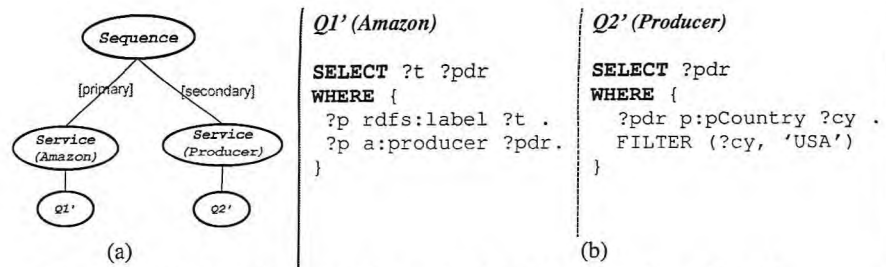 Sequence
[primary]
[secondary]
Service
(Amazon)
Service
(Producer)
Q1'
Q2'
(a)
Q1' (Amazon)
SELECT ?t ?pdr
WHERE {
?p rdfs:label ?t .
?p a:producer ?pdr.
}
Q2' (Producer)
SELECT ?pdr
WHERE {
?pdr p:pCountry ?cy .
FILTER (?cy, 'USA')
}
(b)